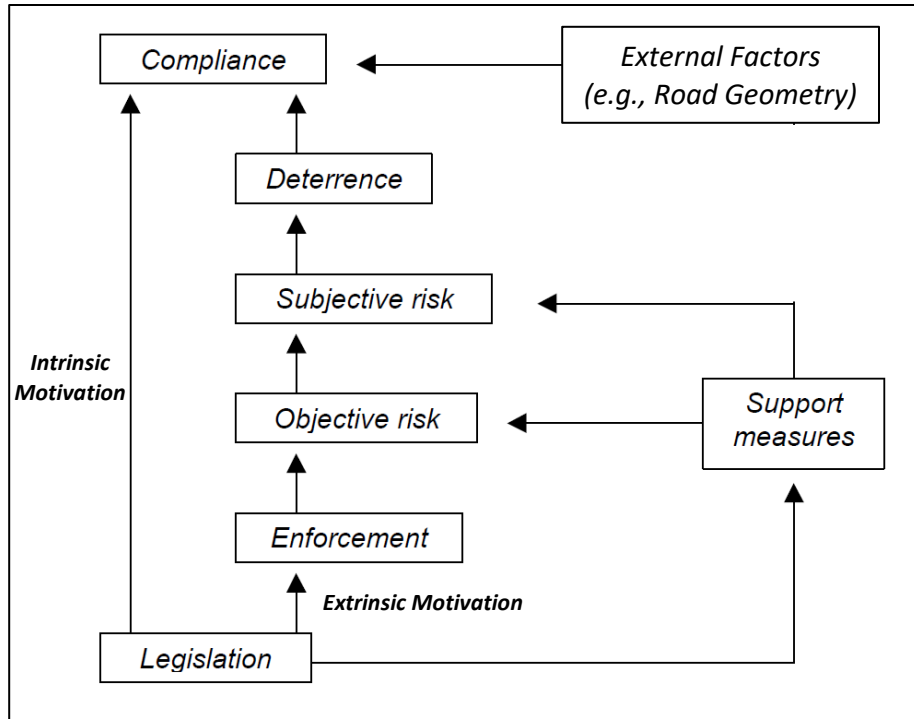 Compliance
External Factors
(e.g., Road Geometry)
Deterrence
Subjective risk
Intrinsic
Motivation
Objective risk
Support
measures
Enforcement
Extrinsic Motivation
Legislation